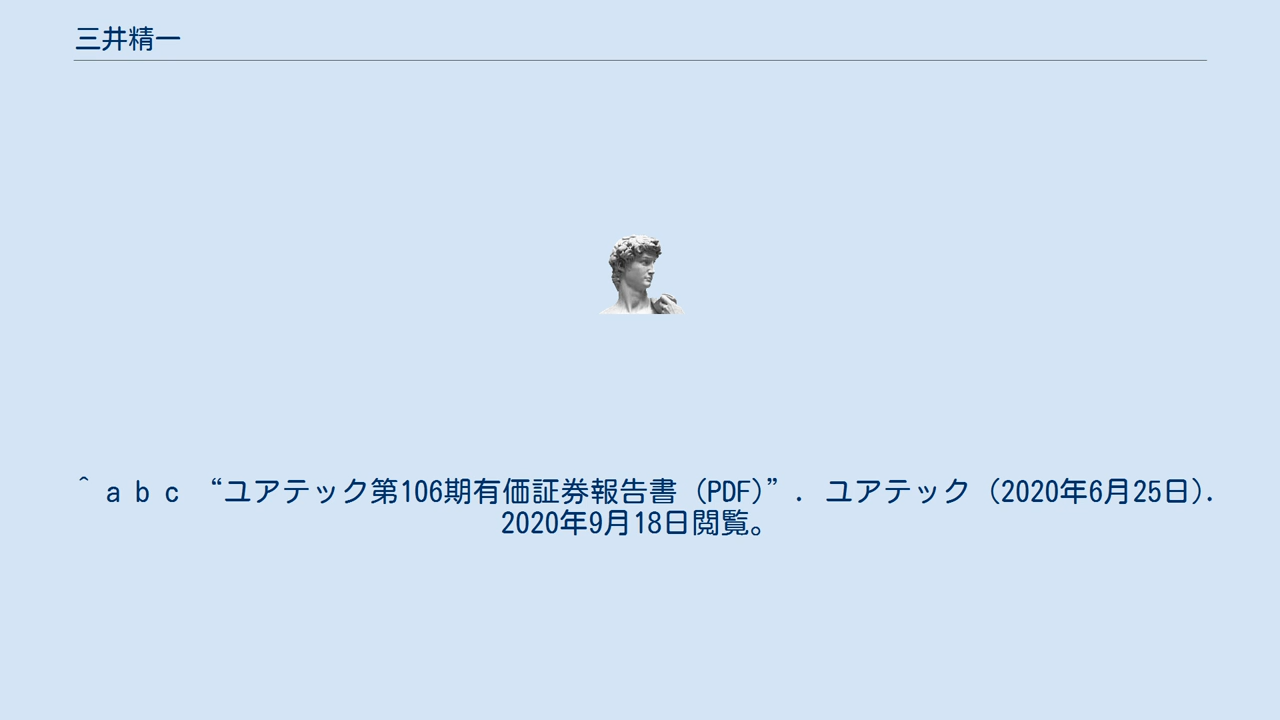 三井精一
^ a b c “ユアテック第106期有価証券報告書 (PDF)”. ユアテック (2020年6月25日).
2020年9月18日閲覧。